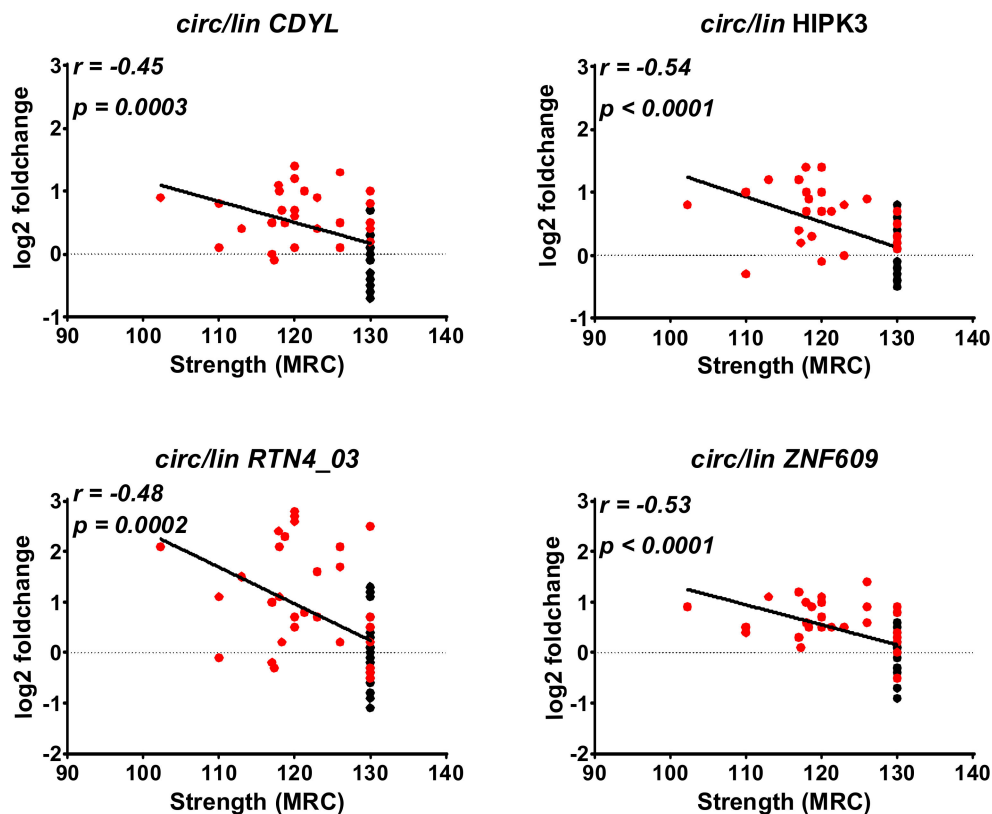 circ/lin CDYL
r = -0.45
p = 0.0003
log2 foldchange
3
2
1
0
-1
90 100 110 120 130 140
Strength (MRC)
circ/lin HIPK3
r = -0.54
p < 0.0001
log2 foldchange
3
2
1
0
-1
90 100 110 120 130 140
Strength (MRC)
circ/lin RTN4_03
r = -0.48
p = 0.0002
log2 foldchange
3
2
1
0
-1
-2
90 100 110 120 130 140
Strength (MRC)
circ/lin ZNF609
r = -0.53
p < 0.0001
log2 foldchange
3
2
1
0
-1
-2
90 100 110 120 130 140
Strength (MRC)